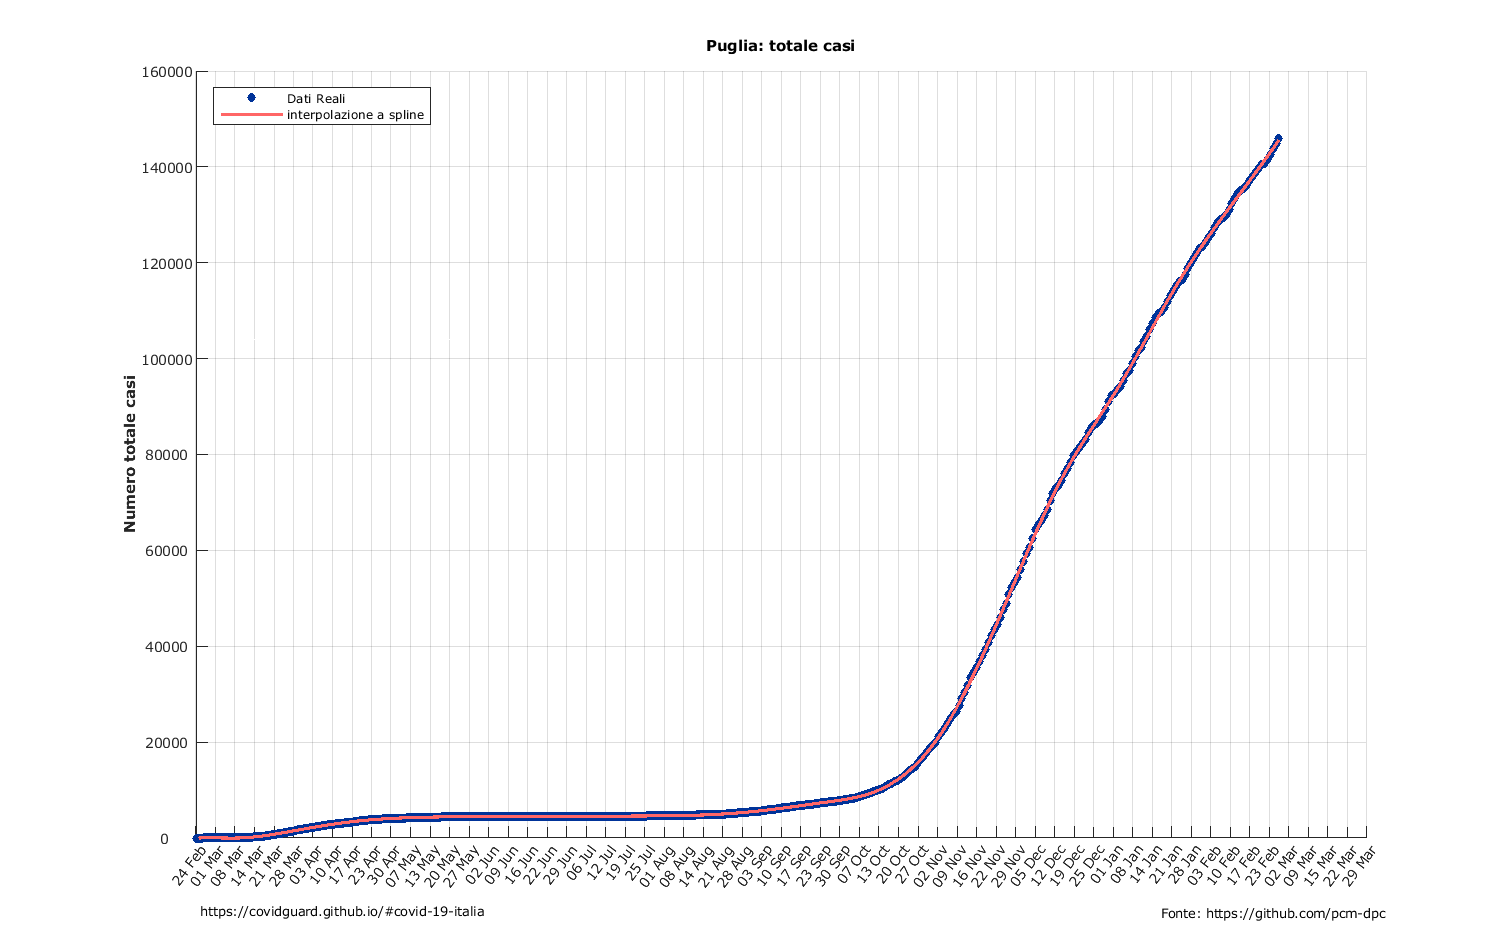 Puglia: totale casi
160000
140000
120000
100000
80000
60000
40000
20000
0
Numero totale casi
Dati Reali
interpolazione a spline
24 Feb
01 Mar
08 Mar
14 Mar
21 Mar
28 Mar
03 Apr
10 Apr
17 Apr
23 Apr
30 Apr
07 May
13 May
20 May
27 May
02 Jun
09 Jun
16 Jun
22 Jun
29 Jun
06 Jul
12 Jul
19 Jul
25 Jul
01 Aug
08 Aug
14 Aug
21 Aug
28 Aug
03 Sep
10 Sep
17 Sep
23 Sep
30 Sep
07 Oct
13 Oct
20 Oct
27 Oct
02 Nov
09 Nov
16 Nov
22 Nov
29 Nov
05 Dec
12 Dec
19 Dec
25 Dec
01 Jan
08 Jan
14 Jan
21 Jan
28 Jan
03 Feb
10 Feb
17 Feb
23 Feb
02 Mar
09 Mar
15 Mar
22 Mar
29 Mar
https://covidguard.github.io/#covid-19-italia
Fonte: https://github.com/pcm-dpc